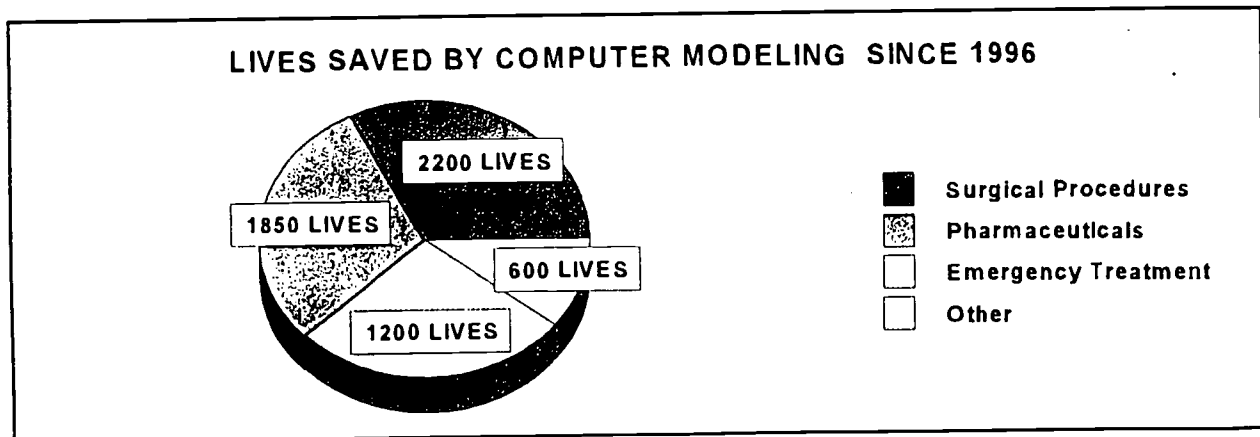 LIVES SAVED BY COMPUTER MODELING SINCE 1996
2200 LIVES
1850 LIVES
600 LIVES
1200 LIVES
Surgical Procedures
Pharmaceuticals
Emergency Treatment
Other